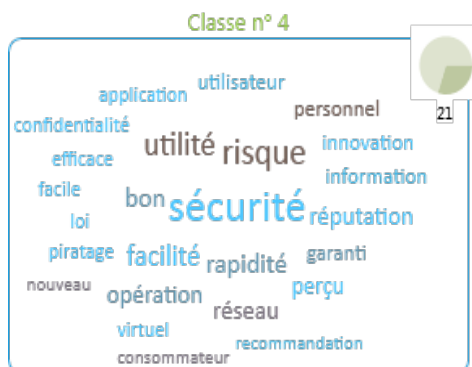 Classe n° 4
21
utilisateur
application
personnel
confidentialité
utilité risque innovation
efficace
information
facile
bon sécurité réputation
loi
piratage facilité rapidité garanti
nouveau opération perçu
réseau
virtuel
recommandation
consommateur